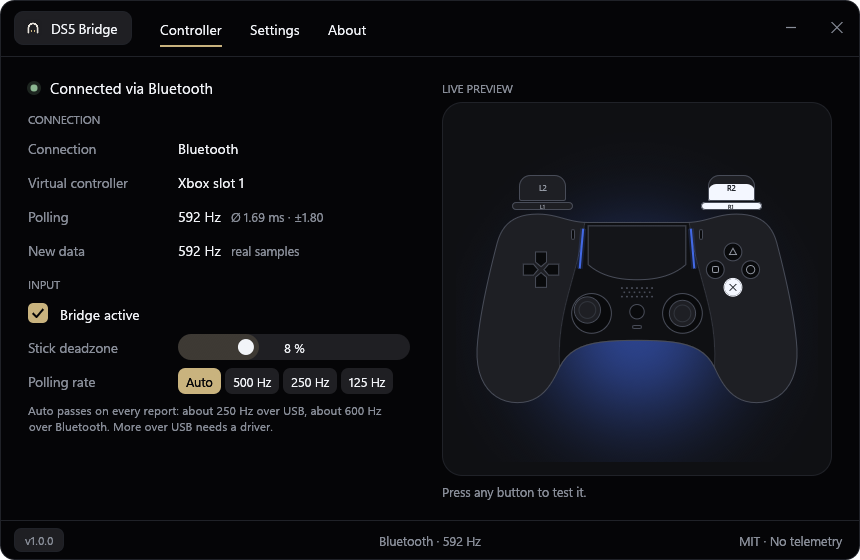 DS5 Bridge
Controller
Settings
About
Connected via Bluetooth
CONNECTION
Connection Bluetooth
Virtual controller Xbox slot 1
Polling 592 Hz Ø 1.69 ms · ±1.80
New data 592 Hz real samples
INPUT
Bridge active
Stick deadzone 8 %
Polling rate Auto 500 Hz 250 Hz 125 Hz
Auto passes on every report: about 250 Hz over USB, about 600 Hz
over Bluetooth. More over USB needs a driver.
LIVE PREVIEW
L2
R2
L1
R1
Press any button to test it.
v1.0.0
Bluetooth · 592 Hz
MIT · No telemetry